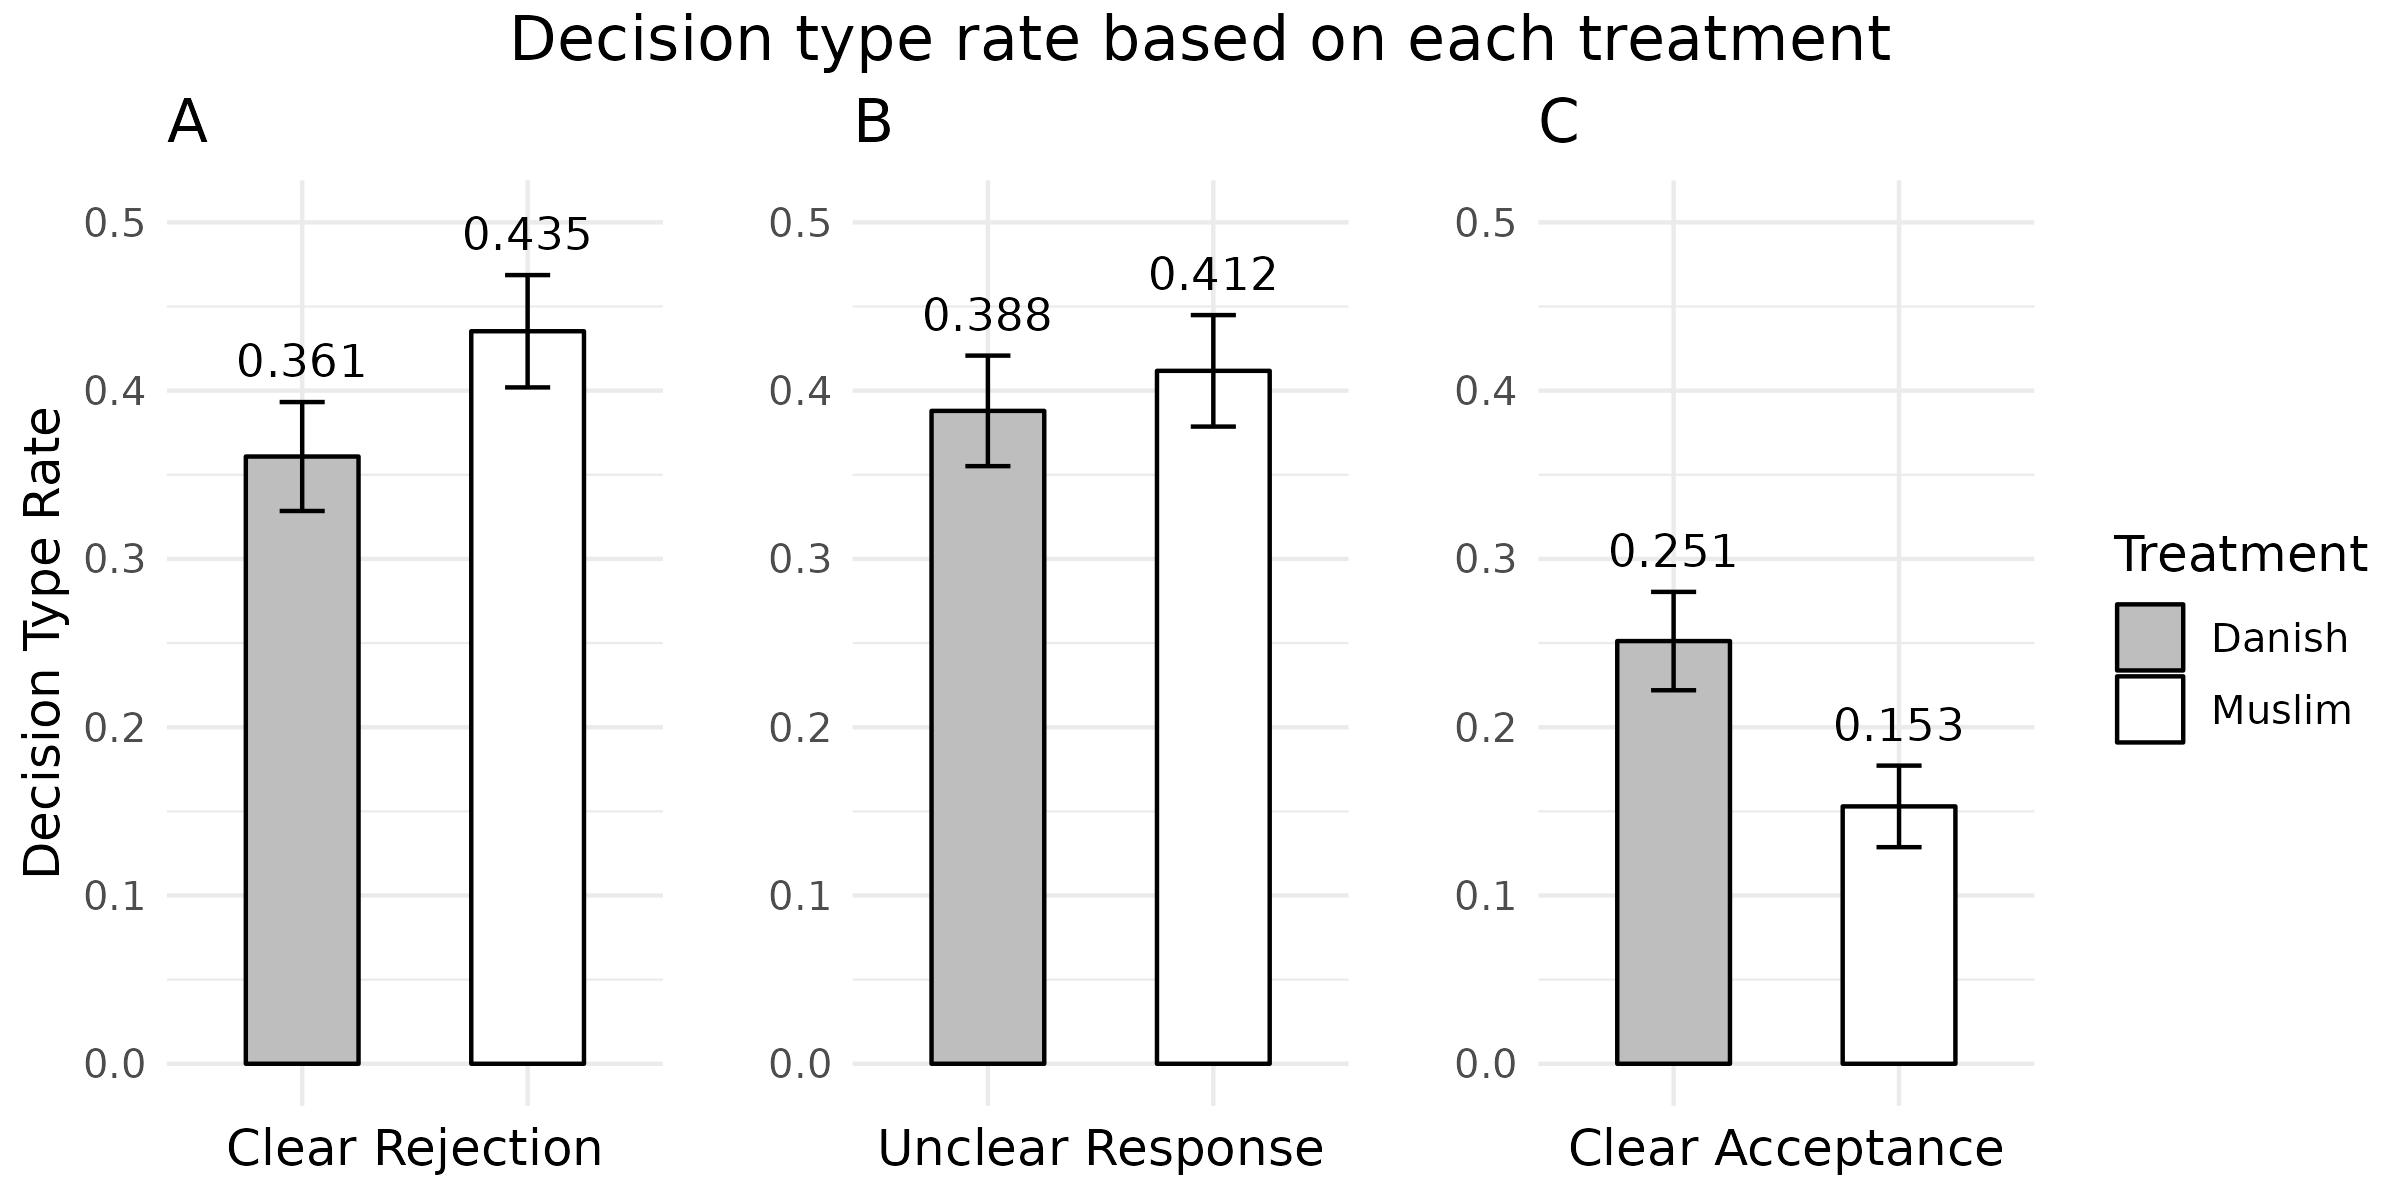 Decision type rate based on each treatment
A
B
C
Decision Type Rate
0.5
0.4
0.3
0.2
0.1
0.0
0.361
0.435
Clear Rejection
0.5
0.4
0.3
0.2
0.1
0.0
0.388
0.412
Unclear Response
0.5
0.4
0.3
0.2
0.1
0.0
0.251
0.153
Clear Acceptance
Treatment
Danish
Muslim